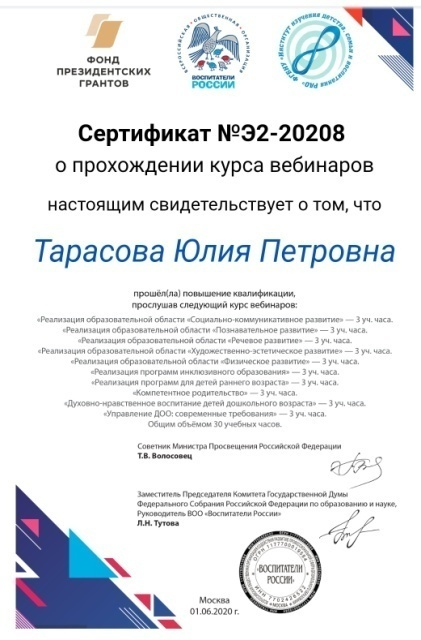 ФОНД
ПРЕЗИДЕНТСКИХ
ГРАНТОВ
ВСЕРОССИЙСКАЯ ОБЩЕСТВЕННАЯ ОРГАНИЗАЦИЯ
ВОСПИТАТЕЛИ
РОССИИ
ФГБНУ «Институт изучения детства, семьи и воспитания РАО»
Сертификат №Э2-20208
о прохождении курса вебинаров
настоящим свидетельствует о том, что
Тарасова Юлия Петровна
прошёл(ла) повышение квалификации,
прослушав следующий курс вебинаров:
«Реализация образовательной области «Социально-коммуникативное развитие» — 3 уч. часа.
«Реализация образовательной области «Познавательное развитие» — 3 уч. часа.
«Реализация образовательной области «Речевое развитие» — 3 уч. часа.
«Реализация образовательной области «Художественно-эстетическое развитие» — 3 уч. часа.
«Реализация образовательной области «Физическое развитие» — 3 уч. часа.
«Реализация программ инклюзивного образования» — 3 уч. часа.
«Реализация программ для детей раннего возраста» — 3 уч. часа.
«Компетентное родительство» — 3 уч. часа.
«Духовно-нравственное воспитание детей дошкольного возраста» — 3 уч. часа.
«Управление ДОО: современные требования» — 3 уч. часа.
Общим объёмом 30 учебных часов.
Советник Министра Просвещения Российской Федерации
Т.В. Волосовец
Заместитель Председателя Комитета Государственной Думы
Федерального Собрания Российской Федерации по образованию и науке,
Руководитель ВОО «Воспитатели России»
Л.Н. Тутова
«ВОСПИТАТЕЛИ
РОССИИ»
МОСКВА
Москва
01.06.2020 г.